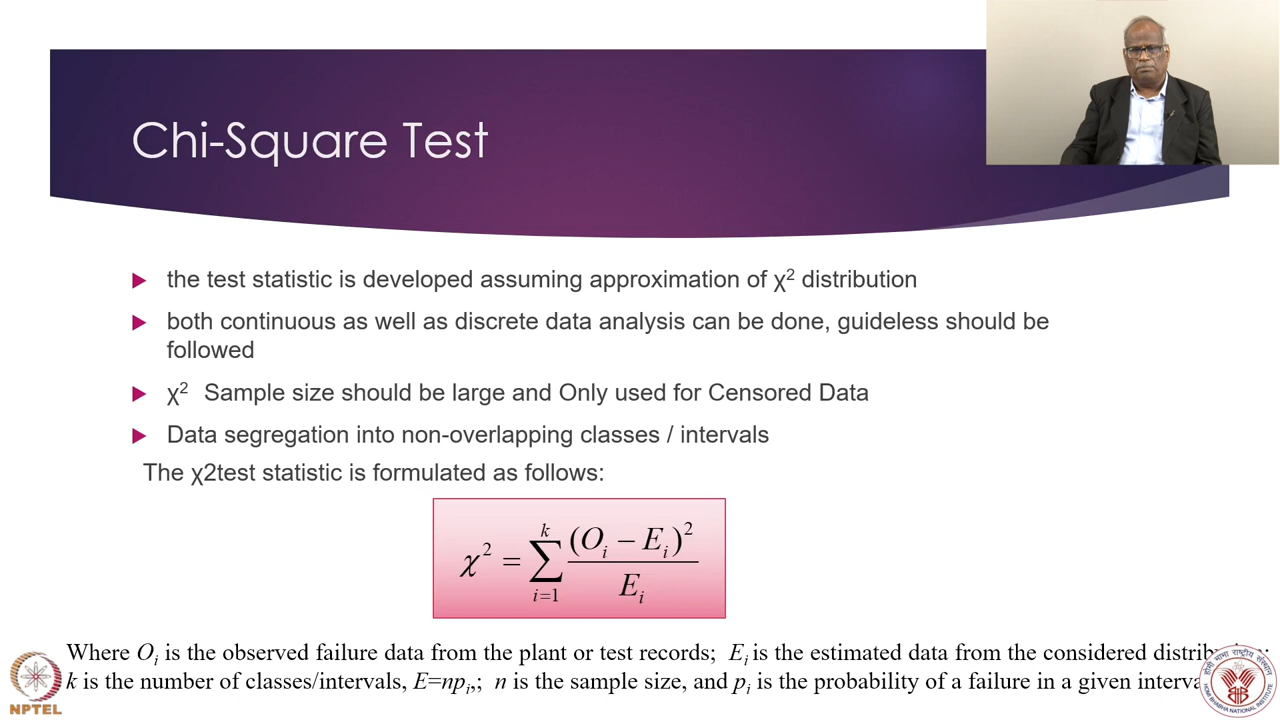 Chi-Square Test
the test statistic is developed assuming approximation of χ² distribution
both continuous as well as discrete data analysis can be done, guideless should be
followed
χ² Sample size should be large and Only used for Censored Data
Data segregation into non-overlapping classes / intervals
The χ2test statistic is formulated as follows:
χ² = Σ_{i=1}^{k} (O_i − E_i)² / E_i
Where O_i is the observed failure data from the plant or test records; E_i is the estimated data from the considered
k is the number of classes/intervals, E=np_i,; n is the sample size, and p_i is the probability of a failure in a given
NPTEL